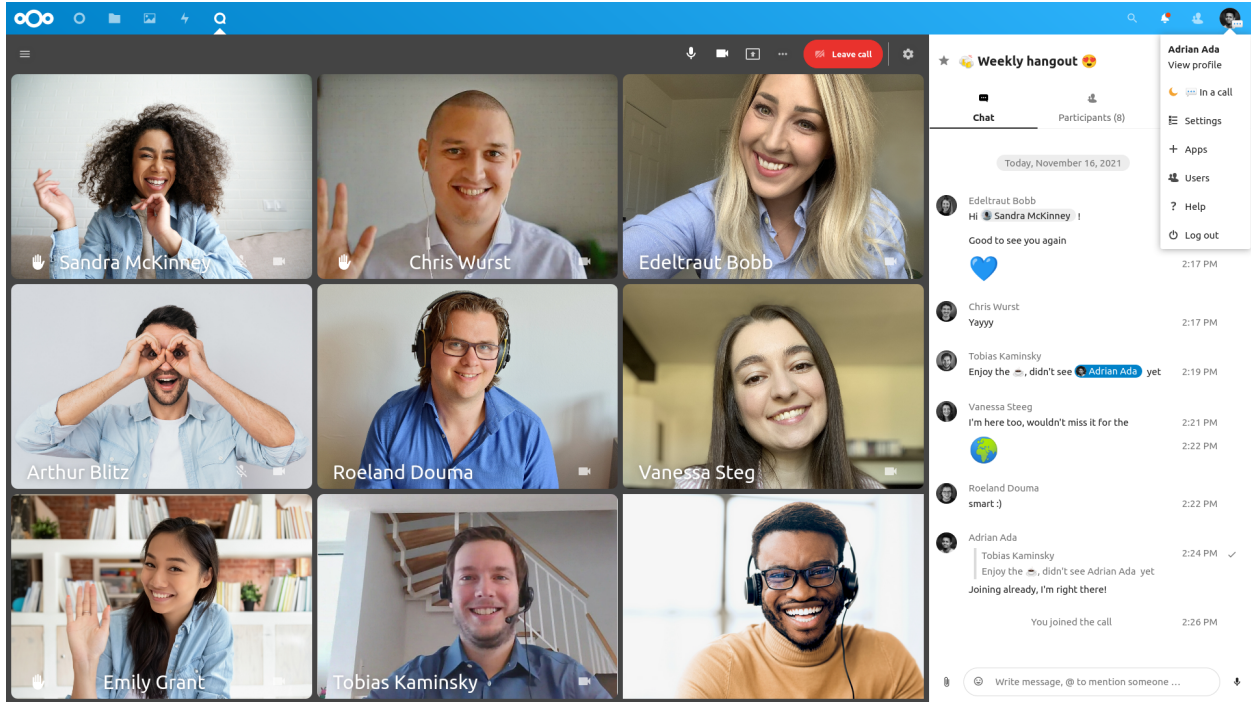 Leave call
Sandra McKinney
Chris Wurst
Edeltraut Bobb
Arthur Blitz
Roeland Douma
Vanessa Steg
Emily Grant
Tobias Kaminsky
Weekly hangout
Chat
Participants (8)
Today, November 16, 2021
Edeltraut Bobb
Hi Sandra McKinney !
Good to see you again
2:17 PM
Chris Wurst
Yayyy 2:17 PM
Tobias Kaminsky
Enjoy the ☕, didn't see Adrian Ada yet 2:19 PM
Vanessa Steeg
I'm here too, wouldn't miss it for the 2:21 PM
2:22 PM
Roeland Douma
smart :) 2:22 PM
Adrian Ada
Tobias Kaminsky 2:24 PM
Enjoy the ☕, didn't see Adrian Ada yet
Joining already, I'm right there!
You joined the call 2:26 PM
Write message, @ to mention someone ...
Adrian Ada
View profile
In a call
Settings
Apps
Users
Help
Log out